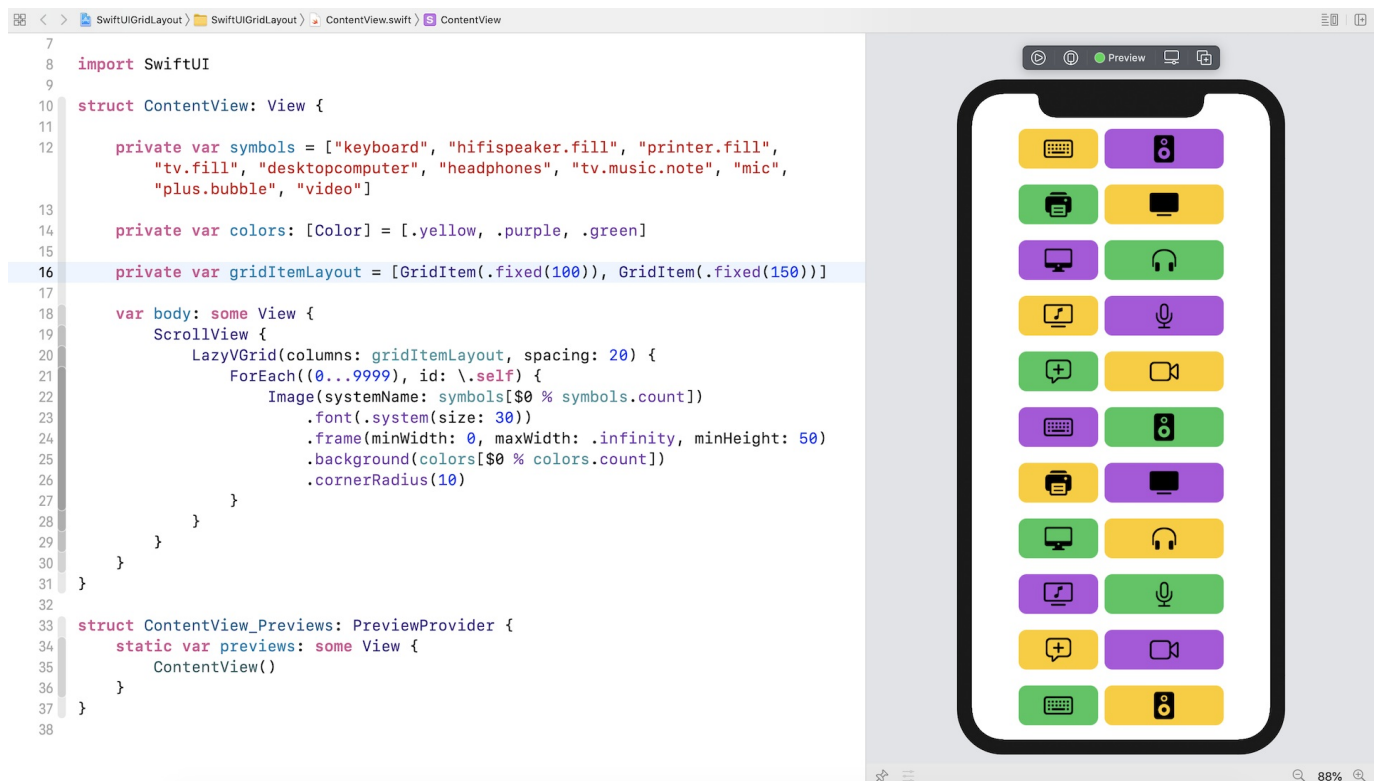 SwiftUIGridLayout 〉 SwiftUIGridLayout 〉 ContentView.swift 〉 S ContentView
7
8 import SwiftUI
9
10 struct ContentView: View {
11
12     private var symbols = ["keyboard", "hifispeaker.fill", "printer.fill",
            "tv.fill", "desktopcomputer", "headphones", "tv.music.note", "mic",
            "plus.bubble", "video"]
13
14     private var colors: [Color] = [.yellow, .purple, .green]
15
16     private var gridItemLayout = [GridItem(.fixed(100)), GridItem(.fixed(150))]
17
18     var body: some View {
19         ScrollView {
20             LazyVGrid(columns: gridItemLayout, spacing: 20) {
21                 ForEach((0...9999), id: \.self) {
22                     Image(systemName: symbols[$0 % symbols.count])
23                         .font(.system(size: 30))
24                         .frame(minWidth: 0, maxWidth: .infinity, minHeight: 50)
25                         .background(colors[$0 % colors.count])
26                         .cornerRadius(10)
27                 }
28             }
29         }
30     }
31 }
32
33 struct ContentView_Previews: PreviewProvider {
34     static var previews: some View {
35         ContentView()
36     }
37 }
38
Preview
88%